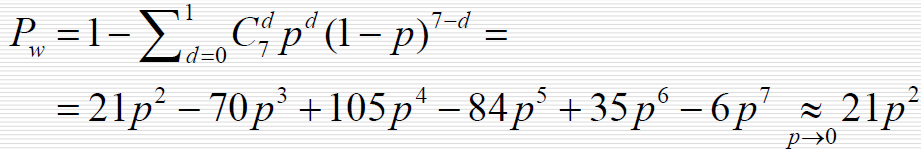 P_w = 1 − ∑_{d=0}^{1} C_7^d p^d (1 − p)^{7−d} =
= 21p^2 − 70p^3 + 105p^4 − 84p^5 + 35p^6 − 6p^7 ≈_{p→0} 21p^2